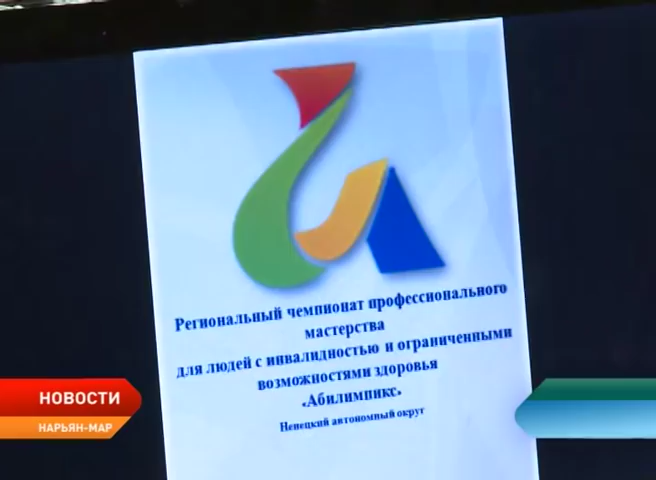 Региональный чемпионат профессионального
мастерства
для людей с инвалидностью и ограниченными
возможностями здоровья
«Абилимпикс»
Ненецкий автономный округ
НОВОСТИ
НАРЬЯН-МАР